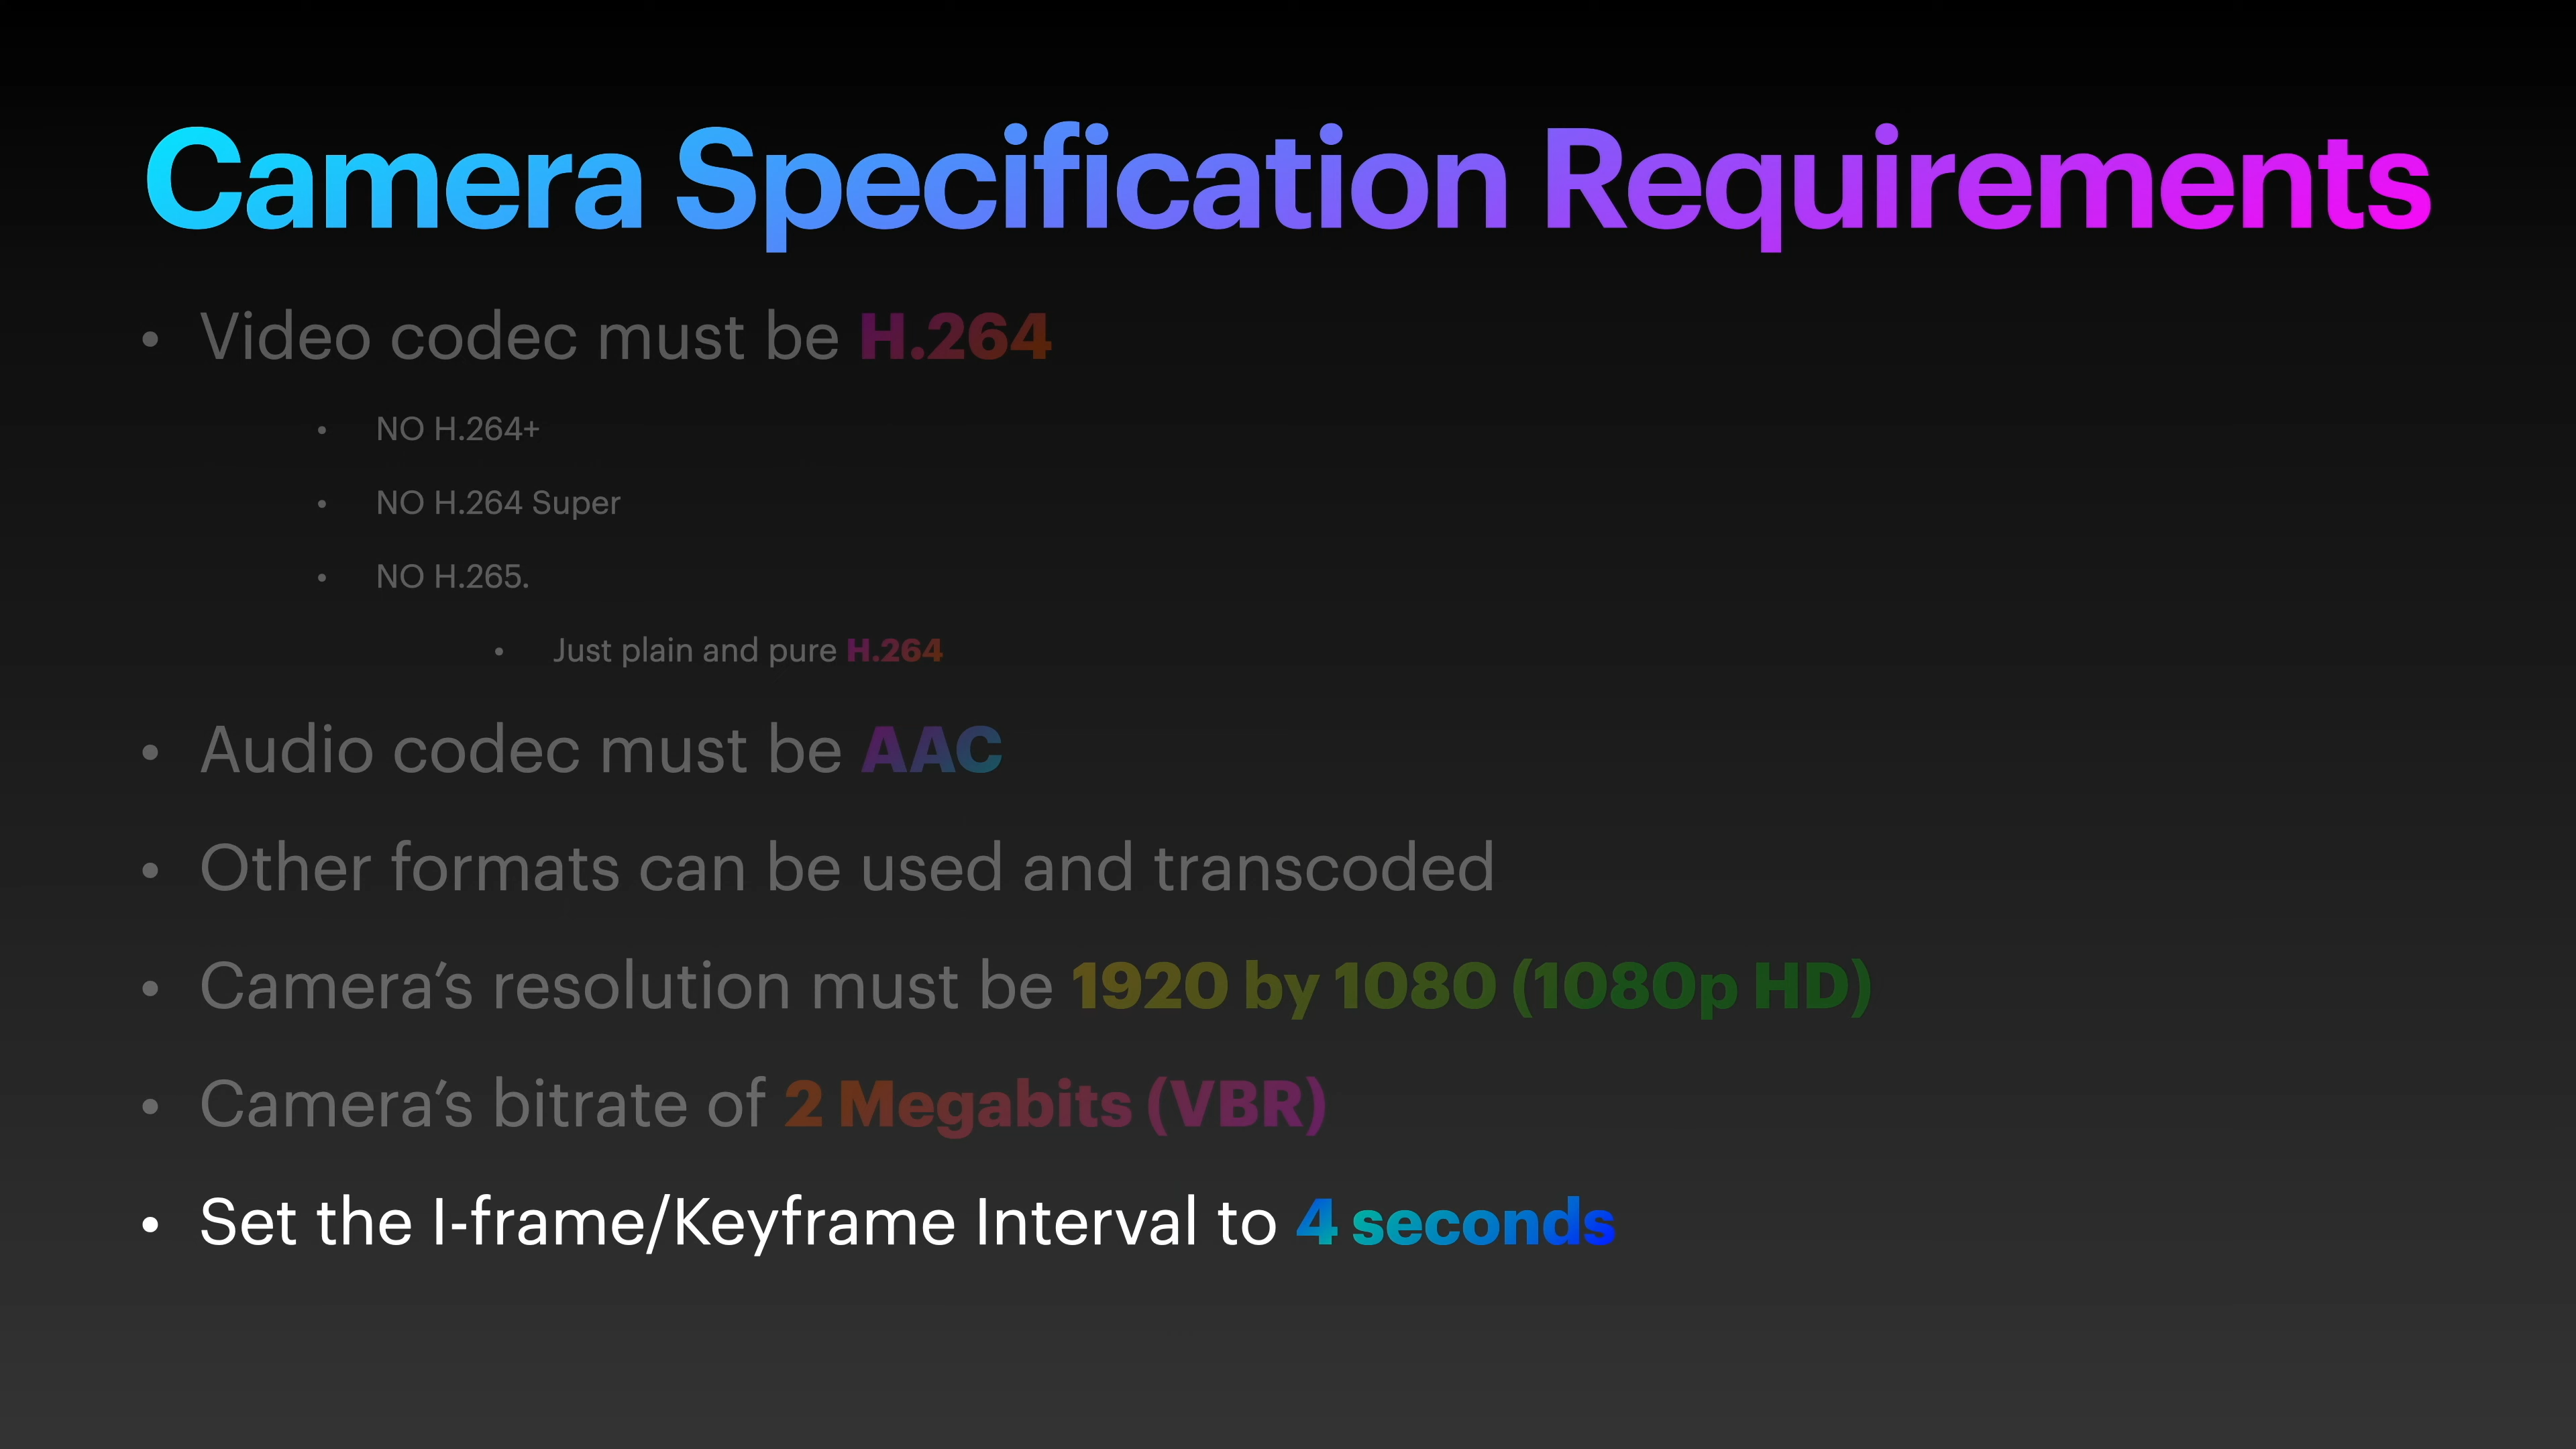 Camera Specification Requirements
• Video codec must be H.264
• NO H.264+
• NO H.264 Super
• NO H.265.
• Just plain and pure H.264
• Audio codec must be AAC
• Other formats can be used and transcoded
• Camera’s resolution must be 1920 by 1080 (1080p HD)
• Camera’s bitrate of 2 Megabits (VBR)
• Set the I-frame/Keyframe Interval to 4 seconds